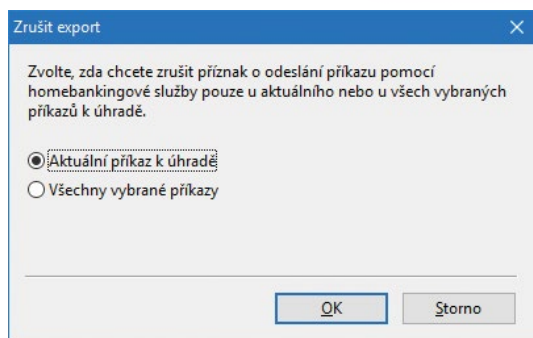 Zrušit export
Zvolte, zda chcete zrušit příznak o odeslání příkazu pomocí
homebankingové služby pouze u aktuálního nebo u všech vybraných
příkazů k úhradě.
Aktuální příkaz k úhradě
Všechny vybrané příkazy
OK
Storno